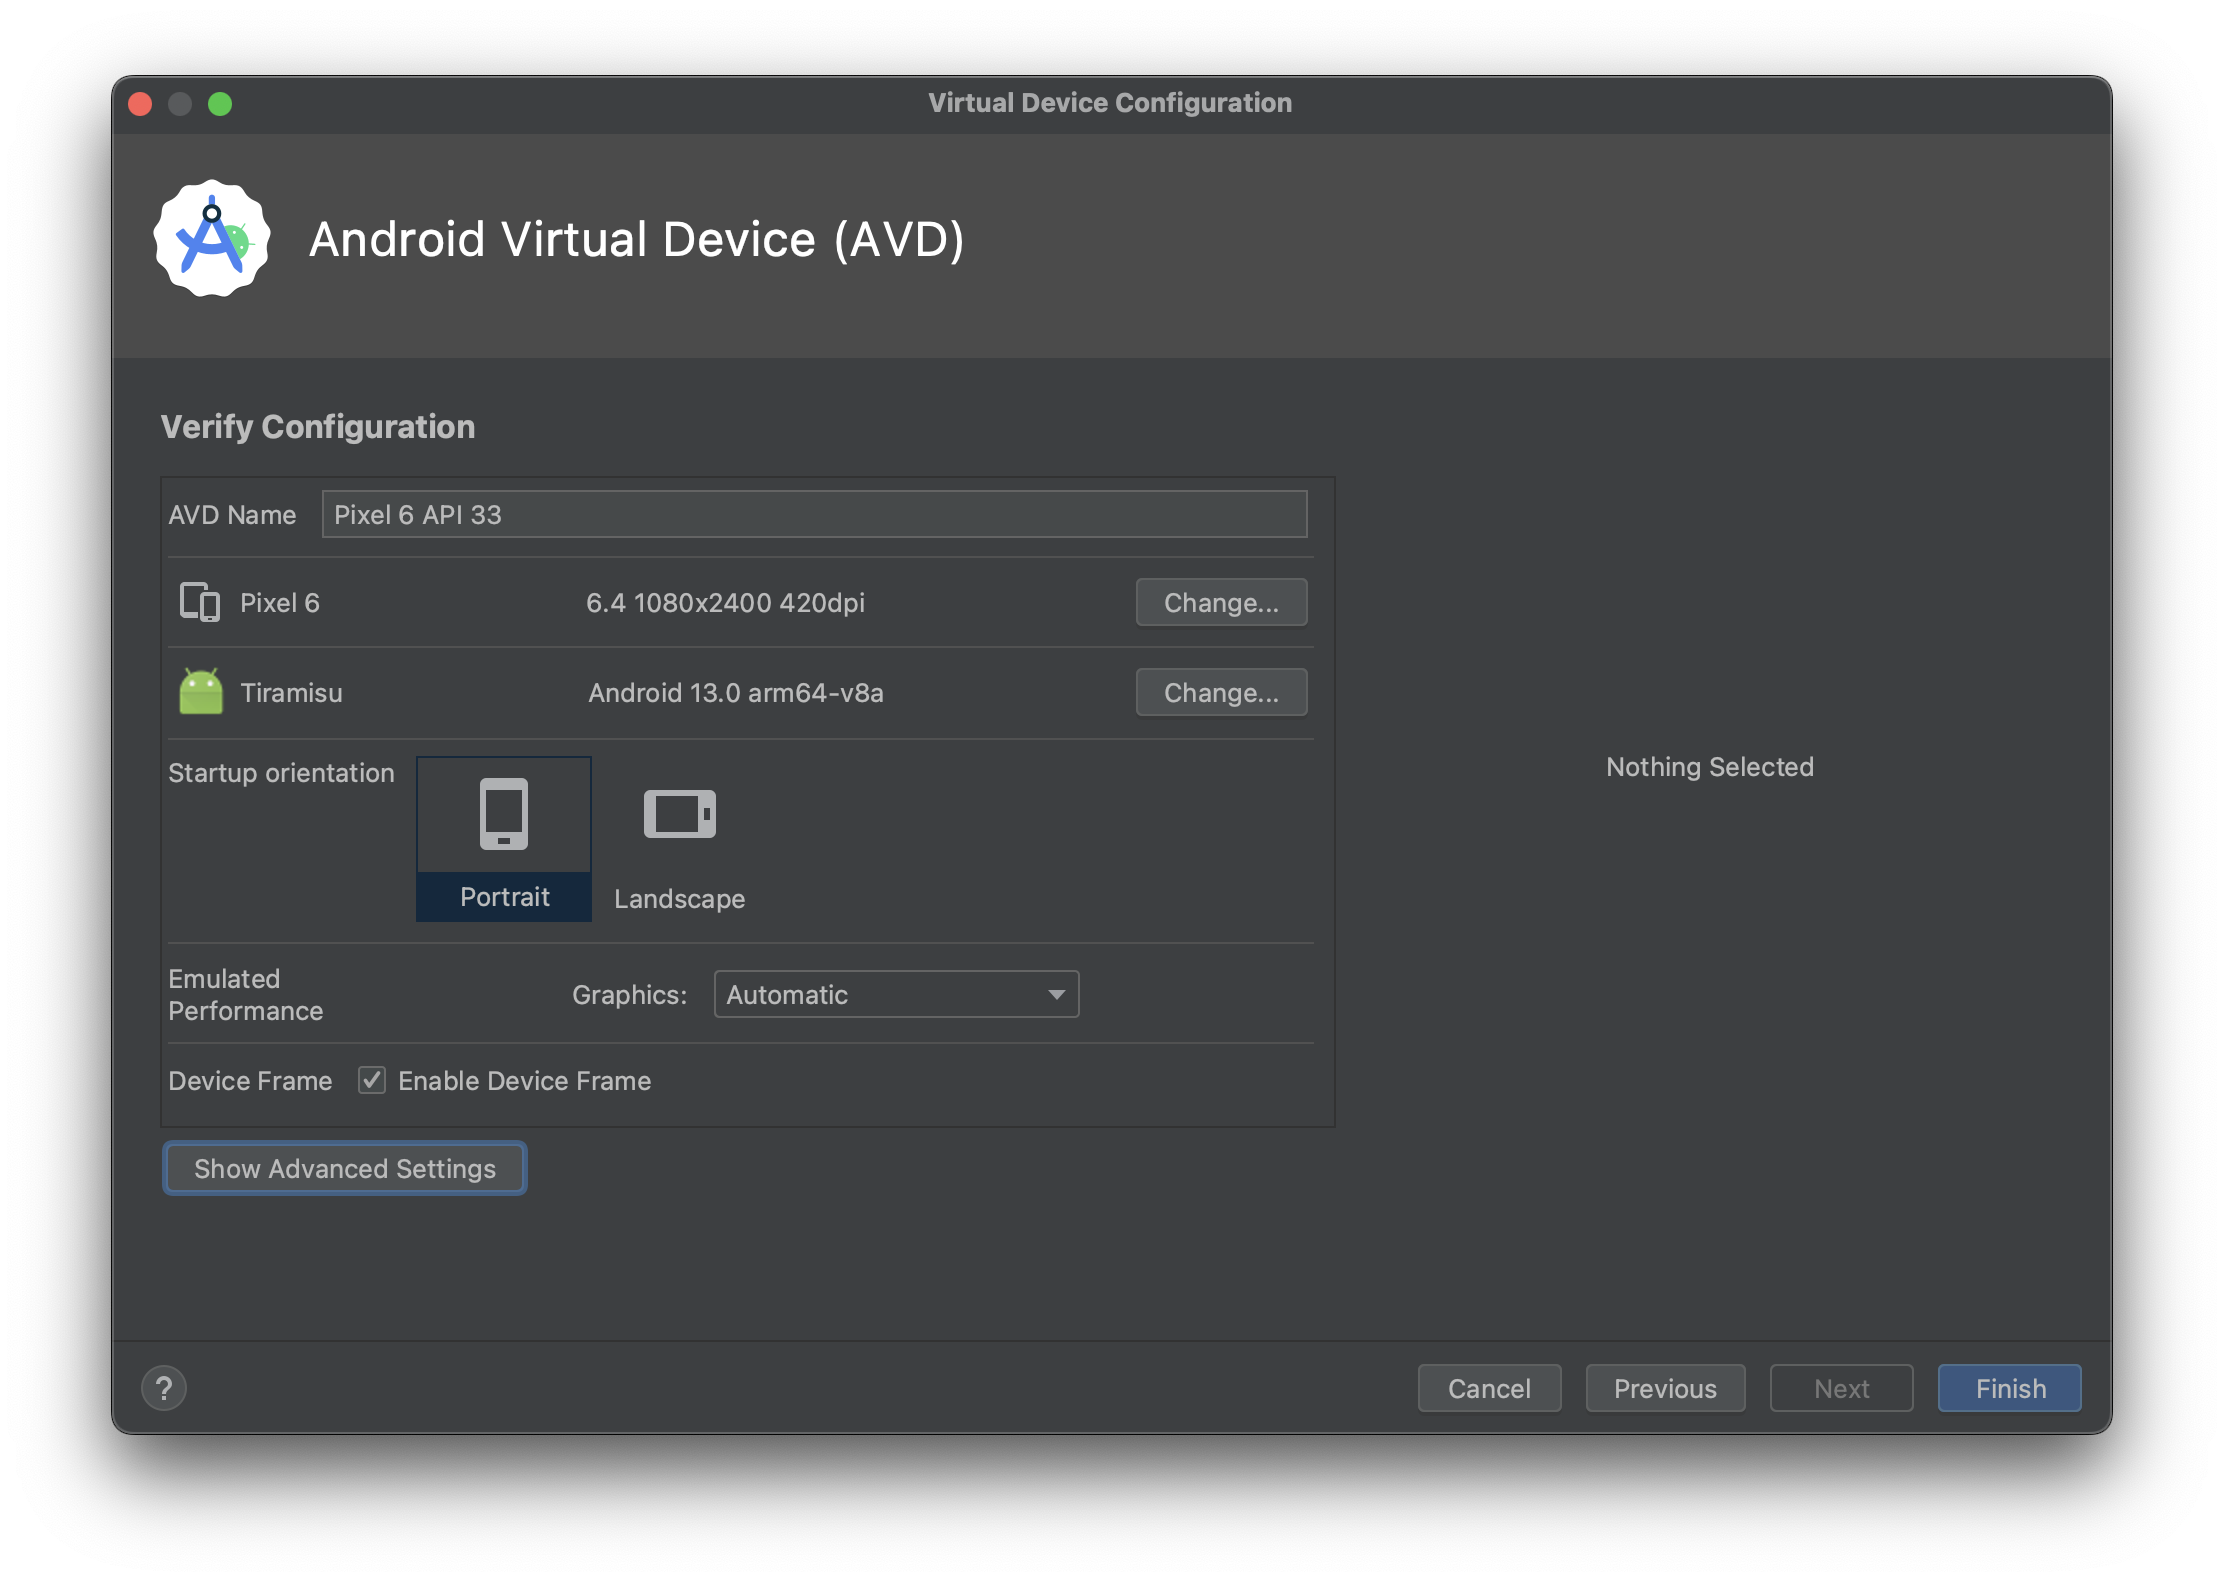 Virtual Device Configuration
Android Virtual Device (AVD)
Verify Configuration
AVD Name Pixel 6 API 33
Pixel 6 6.4 1080x2400 420dpi Change...
Tiramisu Android 13.0 arm64-v8a Change...
Startup orientation
Portrait Landscape
Nothing Selected
Emulated
Performance
Graphics: Automatic
Device Frame Enable Device Frame
Show Advanced Settings
? Cancel Previous Next Finish